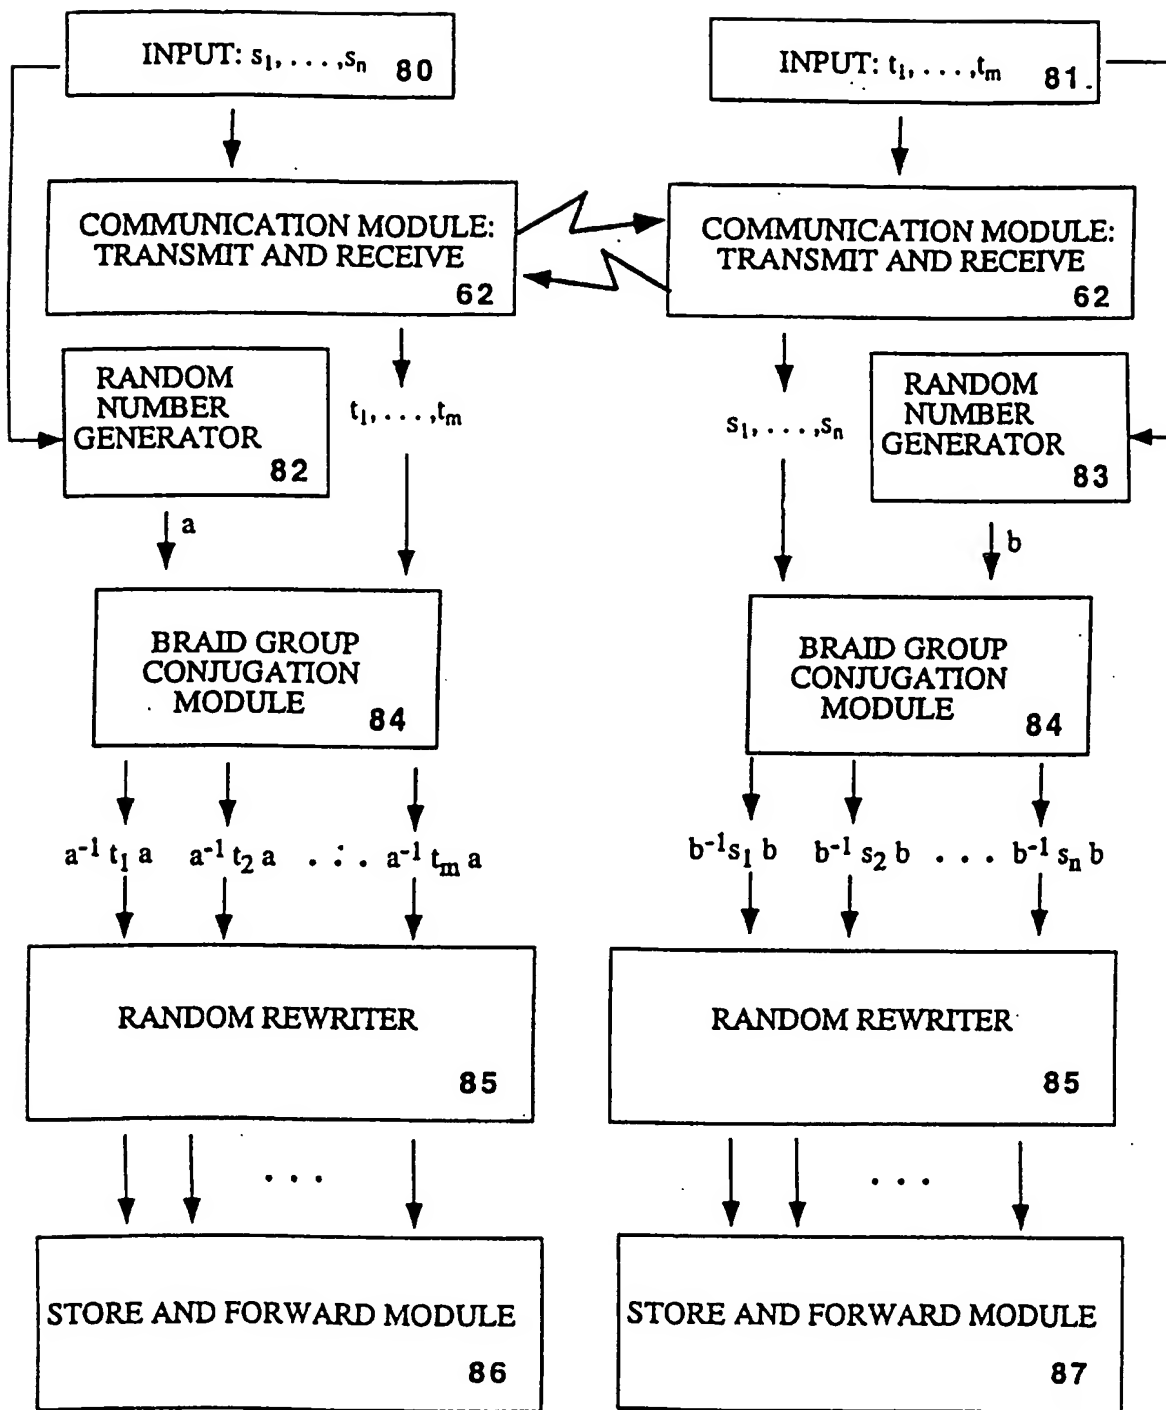 INPUT: s₁, . . . ,sₙ 80
INPUT: t₁, . . . ,tₘ 81
COMMUNICATION MODULE:
TRANSMIT AND RECEIVE
62
COMMUNICATION MODULE:
TRANSMIT AND RECEIVE
62
RANDOM
NUMBER
GENERATOR
82
t₁, . . . ,tₘ
s₁, . . . ,sₙ
RANDOM
NUMBER
GENERATOR
83
a
b
BRAID GROUP
CONJUGATION
MODULE
84
BRAID GROUP
CONJUGATION
MODULE
84
a⁻¹ t₁ a a⁻¹ t₂ a . . . a⁻¹ tₘ a
b⁻¹s₁ b b⁻¹ s₂ b . . . b⁻¹ sₙ b
RANDOM REWRITER
85
RANDOM REWRITER
85
. . .
. . .
STORE AND FORWARD MODULE
86
STORE AND FORWARD MODULE
87